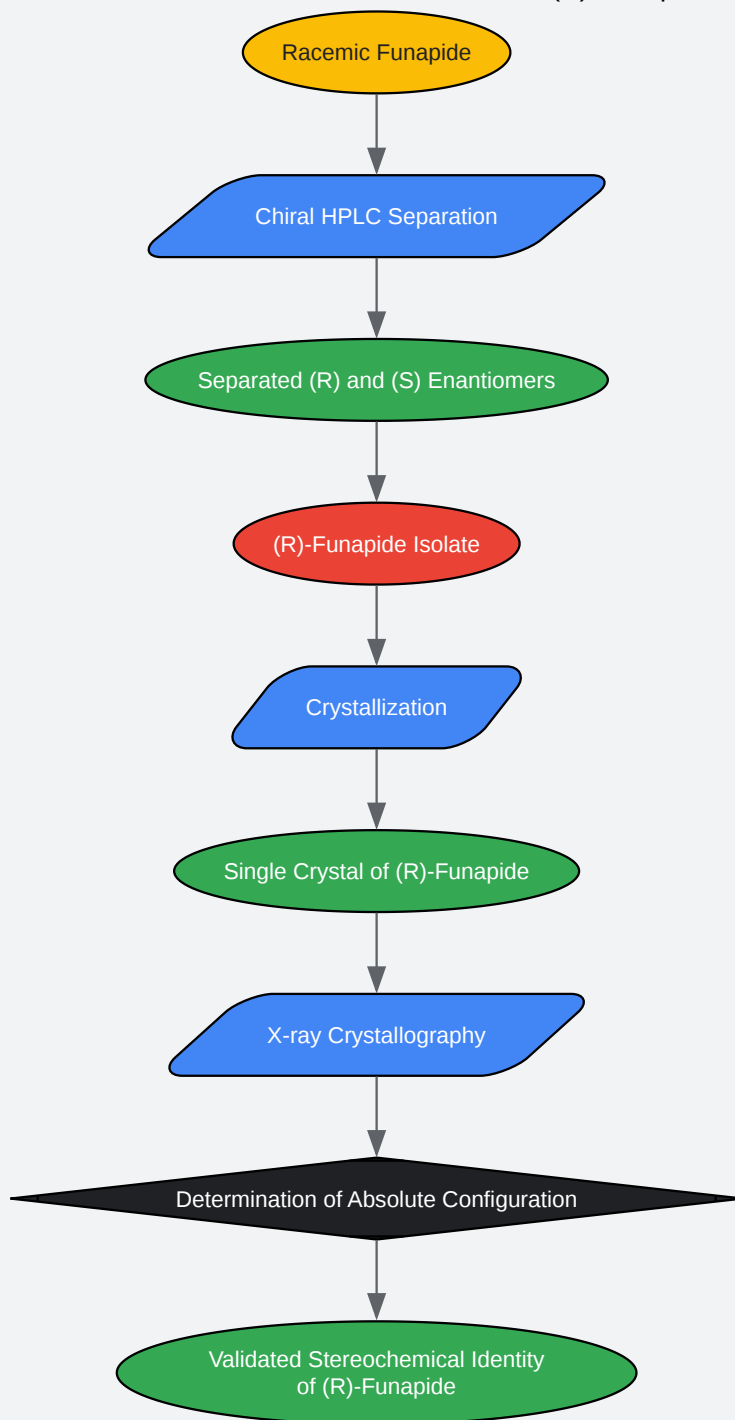 Racemic Funapide
Chiral HPLC Separation
Separated (R) and (S) Enantiomers
(R)-Funapide Isolate
Crystallization
Single Crystal of (R)-Funapide
X-ray Crystallography
Determination of Absolute Configuration
Validated Stereochemical Identity
of (R)-Funapide